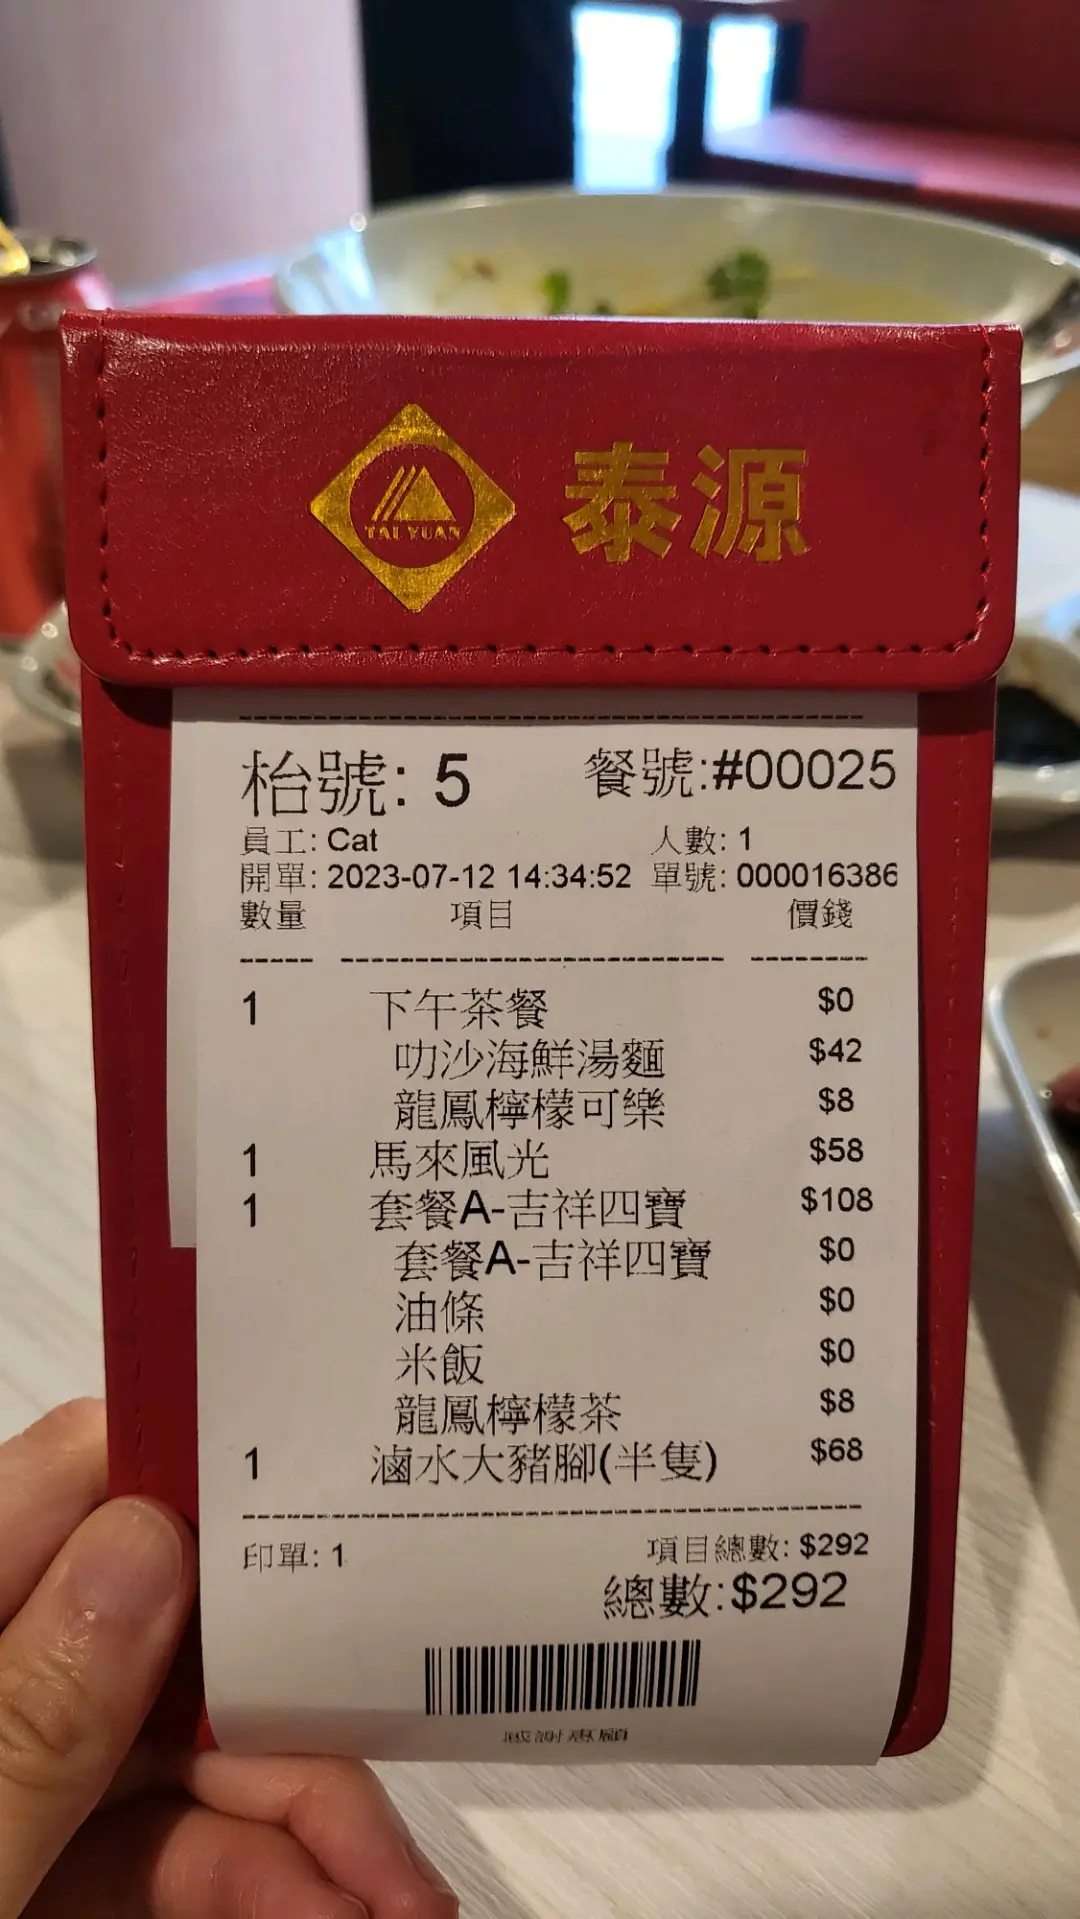 TAI YUAN
泰源
枱號: 5 餐號:#00025
員工: Cat 人數: 1
開單: 2023-07-12 14:34:52 單號: 000016386
數量 項目 價錢
1 下午茶餐 $0
叻沙海鮮湯麵 $42
龍鳳檸檬可樂 $8
1 馬來風光 $58
1 套餐A-吉祥四寶 $108
套餐A-吉祥四寶 $0
油條 $0
米飯 $0
龍鳳檸檬茶 $8
1 滷水大豬腳(半隻) $68
印單: 1 項目總數: $292
總數:$292
感謝惠顧